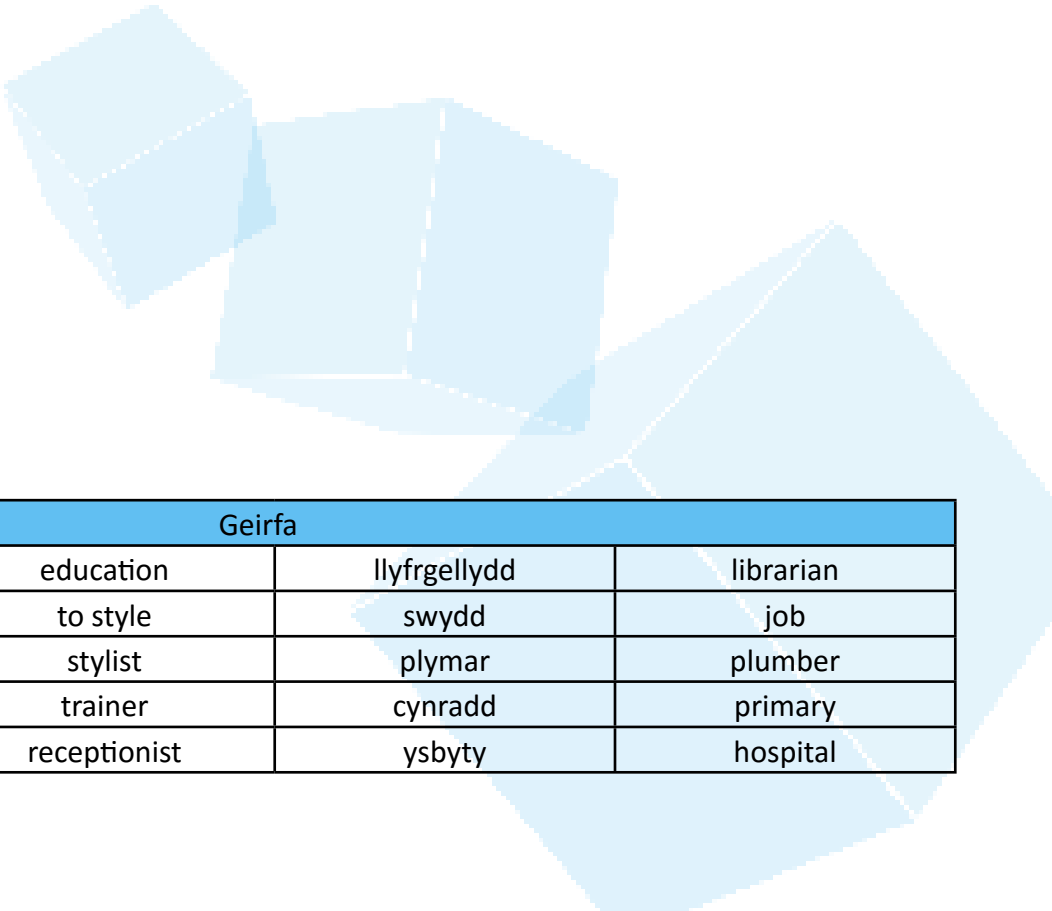 Geirfa
education llyfrgellydd librarian
to style swydd job
stylist plymar plumber
trainer cynradd primary
receptionist ysbyty hospital